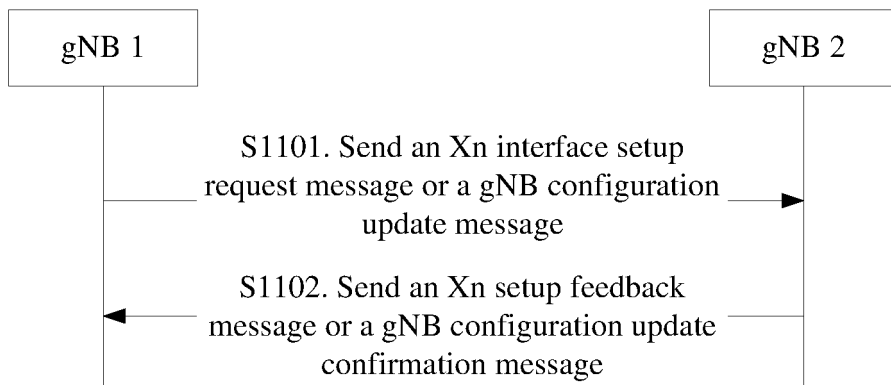 gNB 1
gNB 2
S1101. Send an Xn interface setup
request message or a gNB configuration
update message
S1102. Send an Xn setup feedback
message or a gNB configuration update
confirmation message